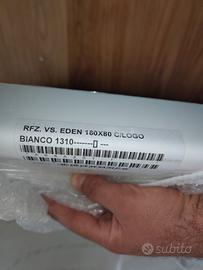 RFZ. VS. EDEN 180X80 C/LOGO
BIANCO 1310-------[] ---
subito